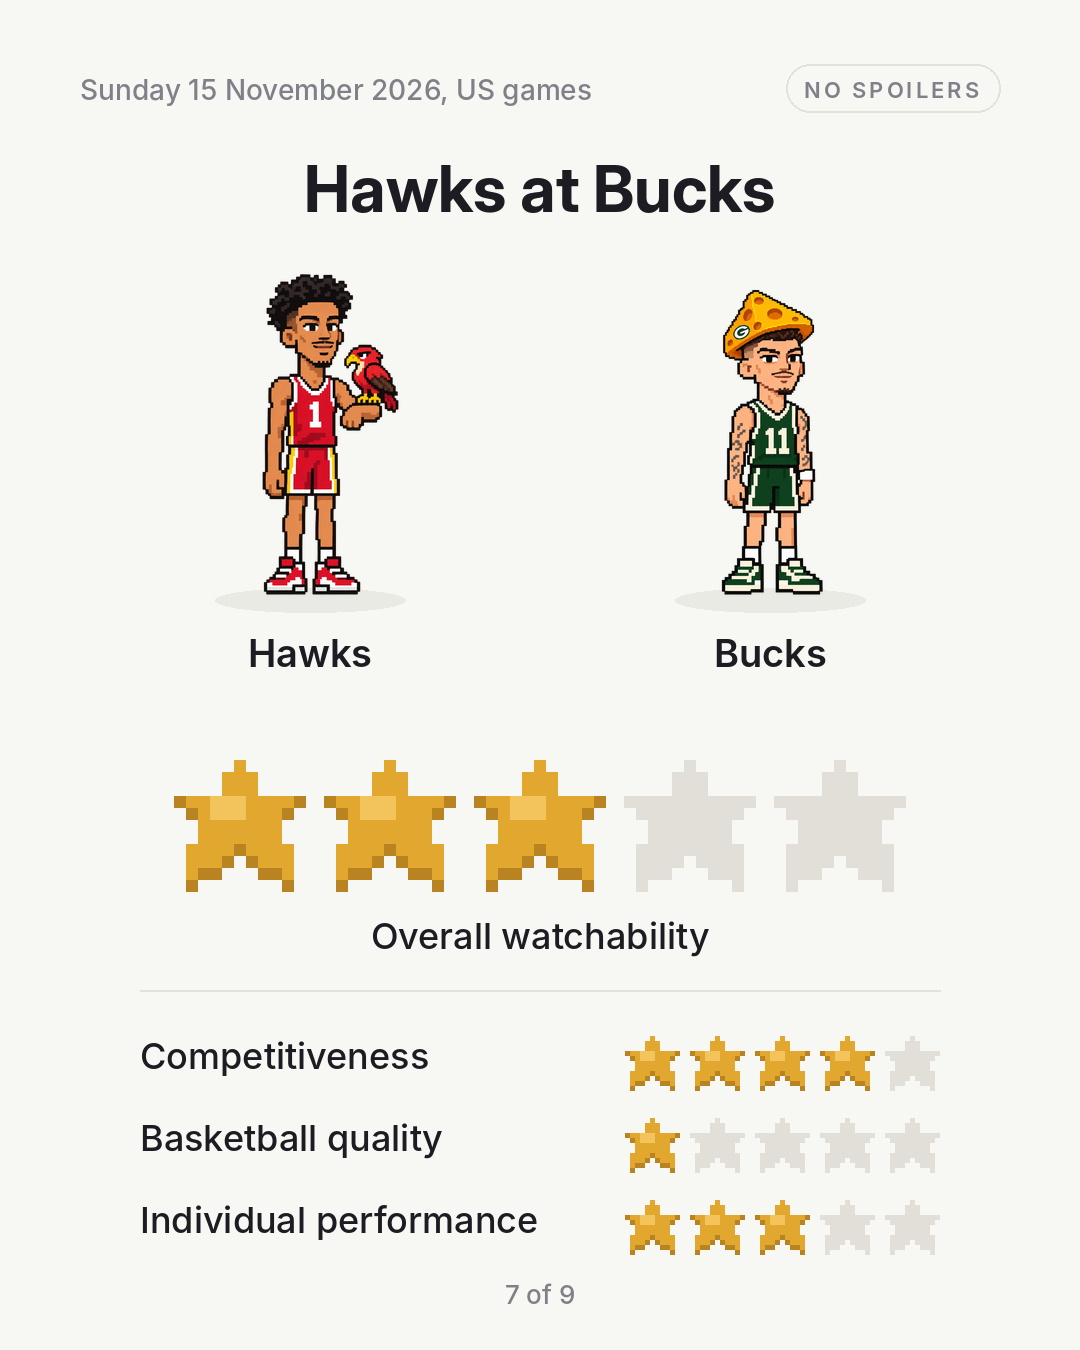 Sunday 15 November 2026, US games
NO SPOILERS
Hawks at Bucks
1
G
11
Hawks
Bucks
Overall watchability
Competitiveness
Basketball quality
Individual performance
7 of 9